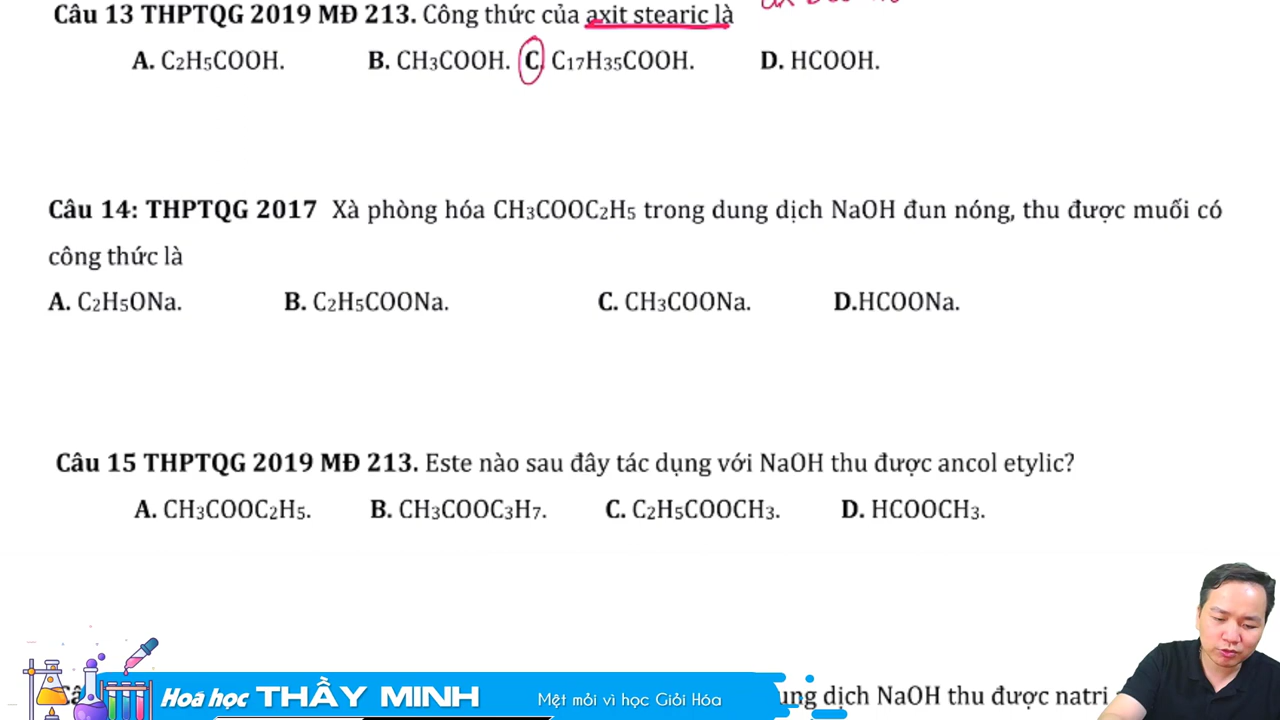 Câu 13 THPTQG 2019 MĐ 213. Công thức của axit stearic là
A. C2H5COOH. B. CH3COOH. C. C17H35COOH. D. HCOOH.
Câu 14: THPTQG 2017 Xà phòng hóa CH3COOC2H5 trong dung dịch NaOH đun nóng, thu được muối có
công thức là
A. C2H5ONa. B. C2H5COONa. C. CH3COONa. D.HCOONa.
Câu 15 THPTQG 2019 MĐ 213. Este nào sau đây tác dụng với NaOH thu được ancol etylic?
A. CH3COOC2H5. B. CH3COOC3H7. C. C2H5COOCH3. D. HCOOCH3.
Hoá học THẦY MINH Mệt mỏi vì học Giỏi Hóa
dịch NaOH thu được natri